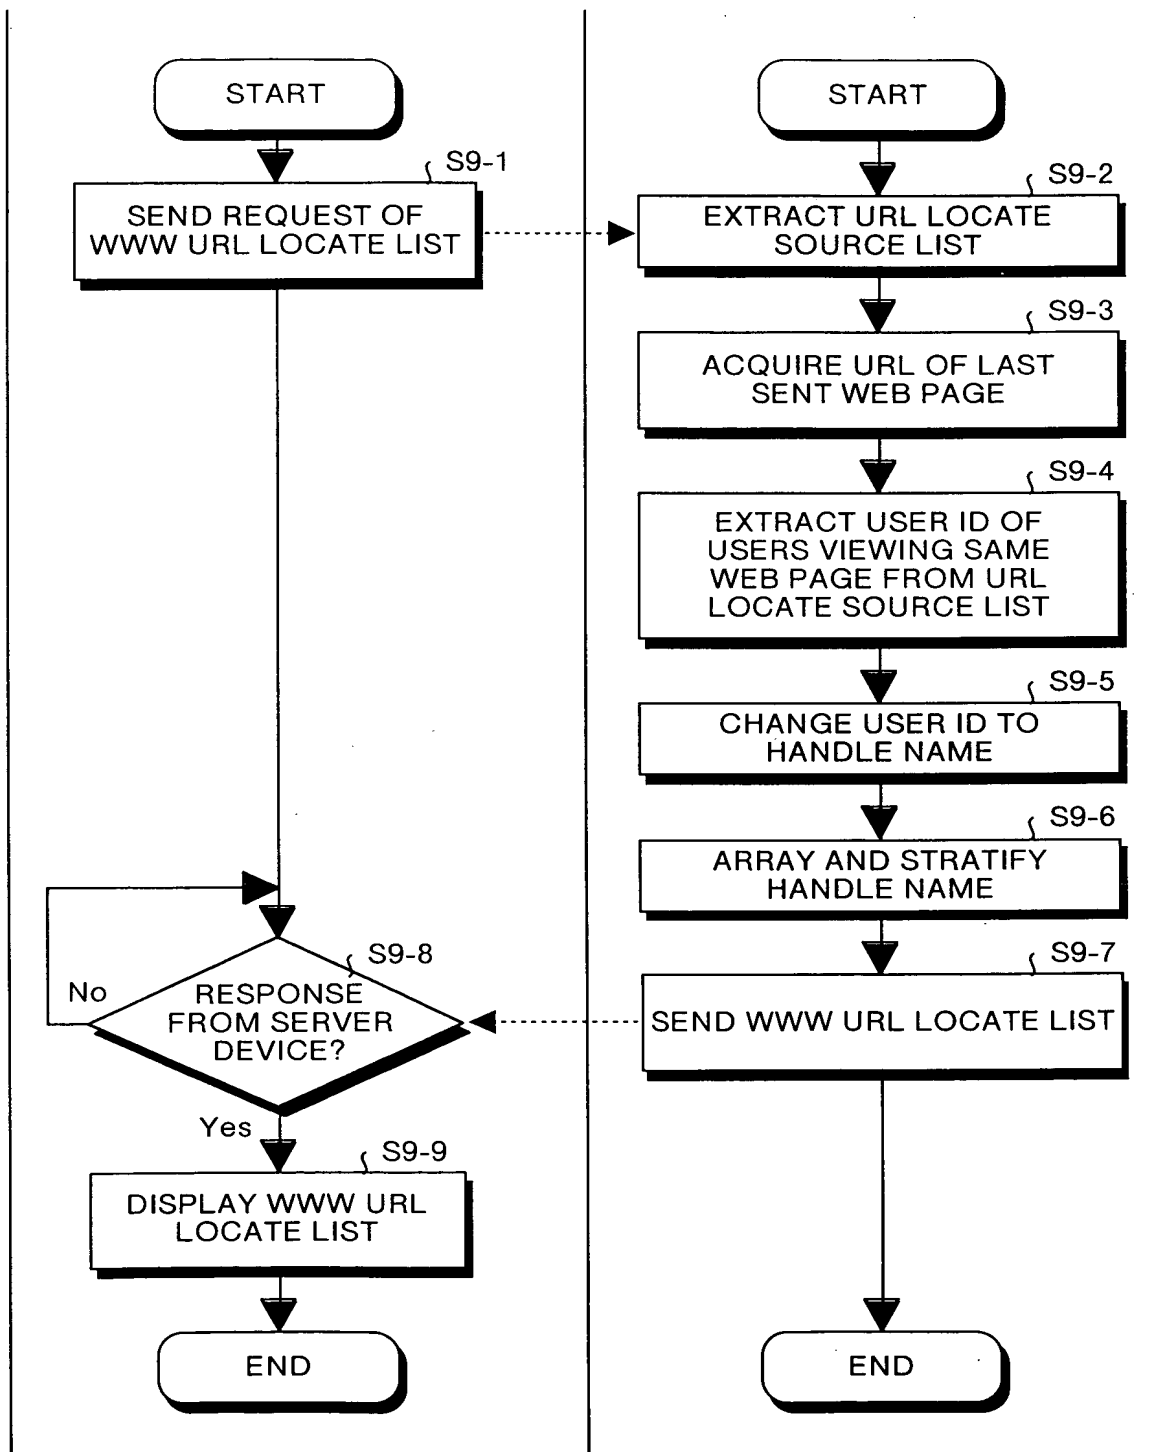 START
S9-1
SEND REQUEST OF
WWW URL LOCATE LIST
S9-8
No
RESPONSE
FROM SERVER
DEVICE?
Yes
S9-9
DISPLAY WWW URL
LOCATE LIST
END
START
S9-2
EXTRACT URL LOCATE
SOURCE LIST
S9-3
ACQUIRE URL OF LAST
SENT WEB PAGE
S9-4
EXTRACT USER ID OF
USERS VIEWING SAME
WEB PAGE FROM URL
LOCATE SOURCE LIST
S9-5
CHANGE USER ID TO
HANDLE NAME
S9-6
ARRAY AND STRATIFY
HANDLE NAME
S9-7
SEND WWW URL LOCATE LIST
END